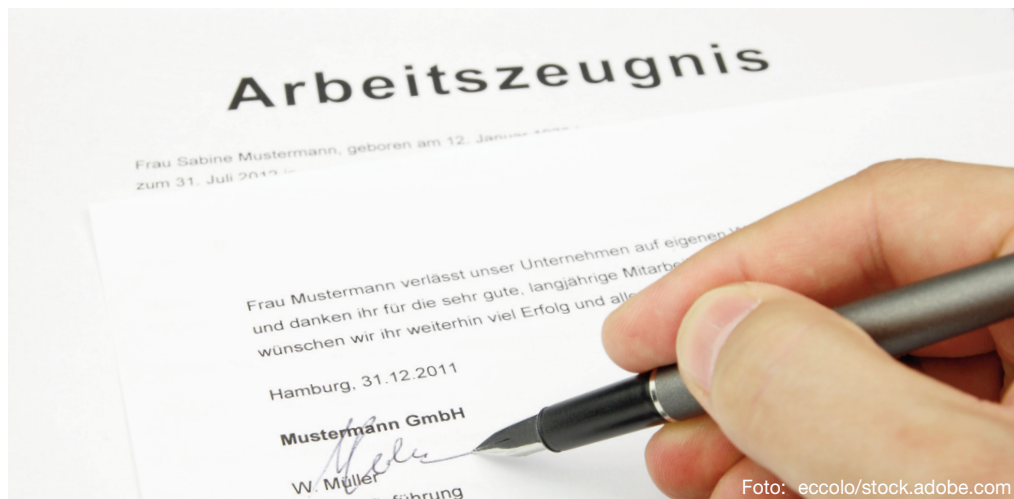 Arbeitszeugnis
Frau Sabine Mustermann, geboren am 12. Januar
zum 31. Juli 2012 in
Frau Mustermann verlässt unser Unternehmen auf eigenen
und danken ihr für die sehr gute, langjährige
wünschen wir ihr weiterhin viel Erfolg und
Hamburg, 31.12.2011
Mustermann GmbH
W. Müller
Foto: eccolo/stock.adobe.com